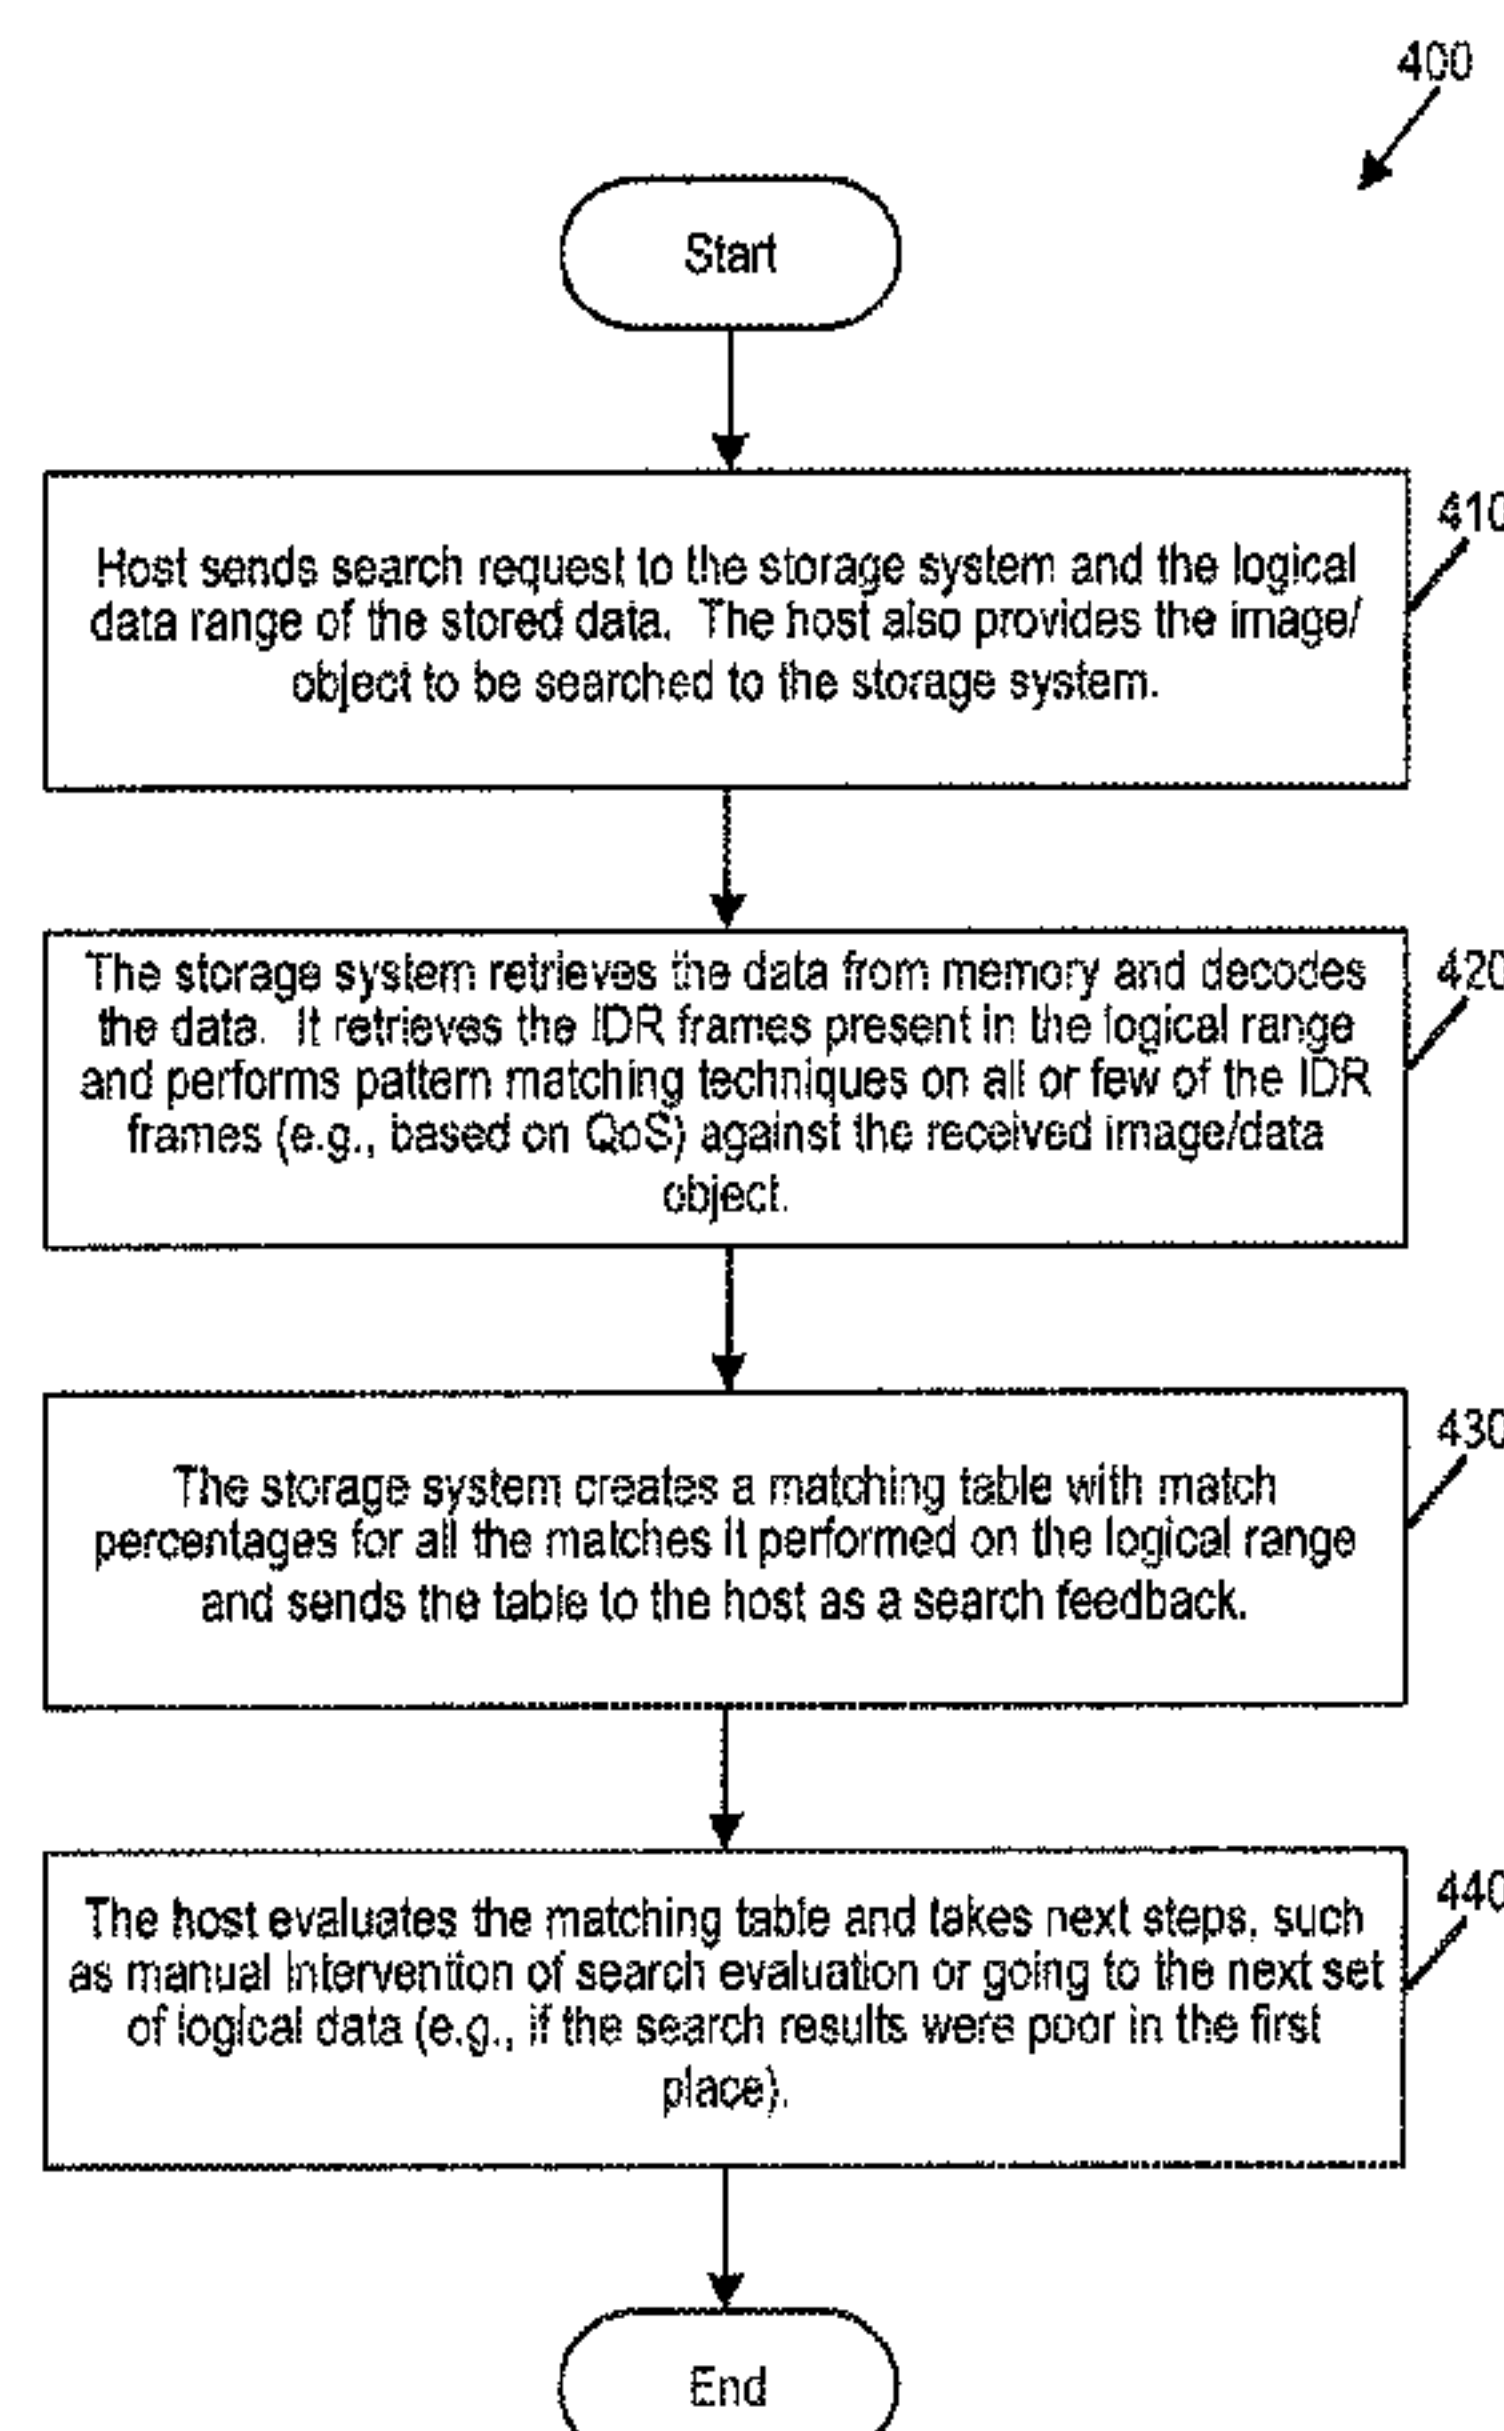 400
Start
410
Host sends search request to the storage system and the logical
data range of the stored data. The host also provides the image/
object to be searched to the storage system.
420
The storage system retrieves the data from memory and decodes
the data. It retrieves the IDR frames present in the logical range
and performs pattern matching techniques on all or few of the IDR
frames (e.g., based on QoS) against the received image/data
object.
430
The storage system creates a matching table with match
percentages for all the matches it performed on the logical range
and sends the table to the host as a search feedback.
440
The host evaluates the matching table and takes next steps, such
as manual intervention of search evaluation or going to the next set
of logical data (e.g., if the search results were poor in the first
place).
End